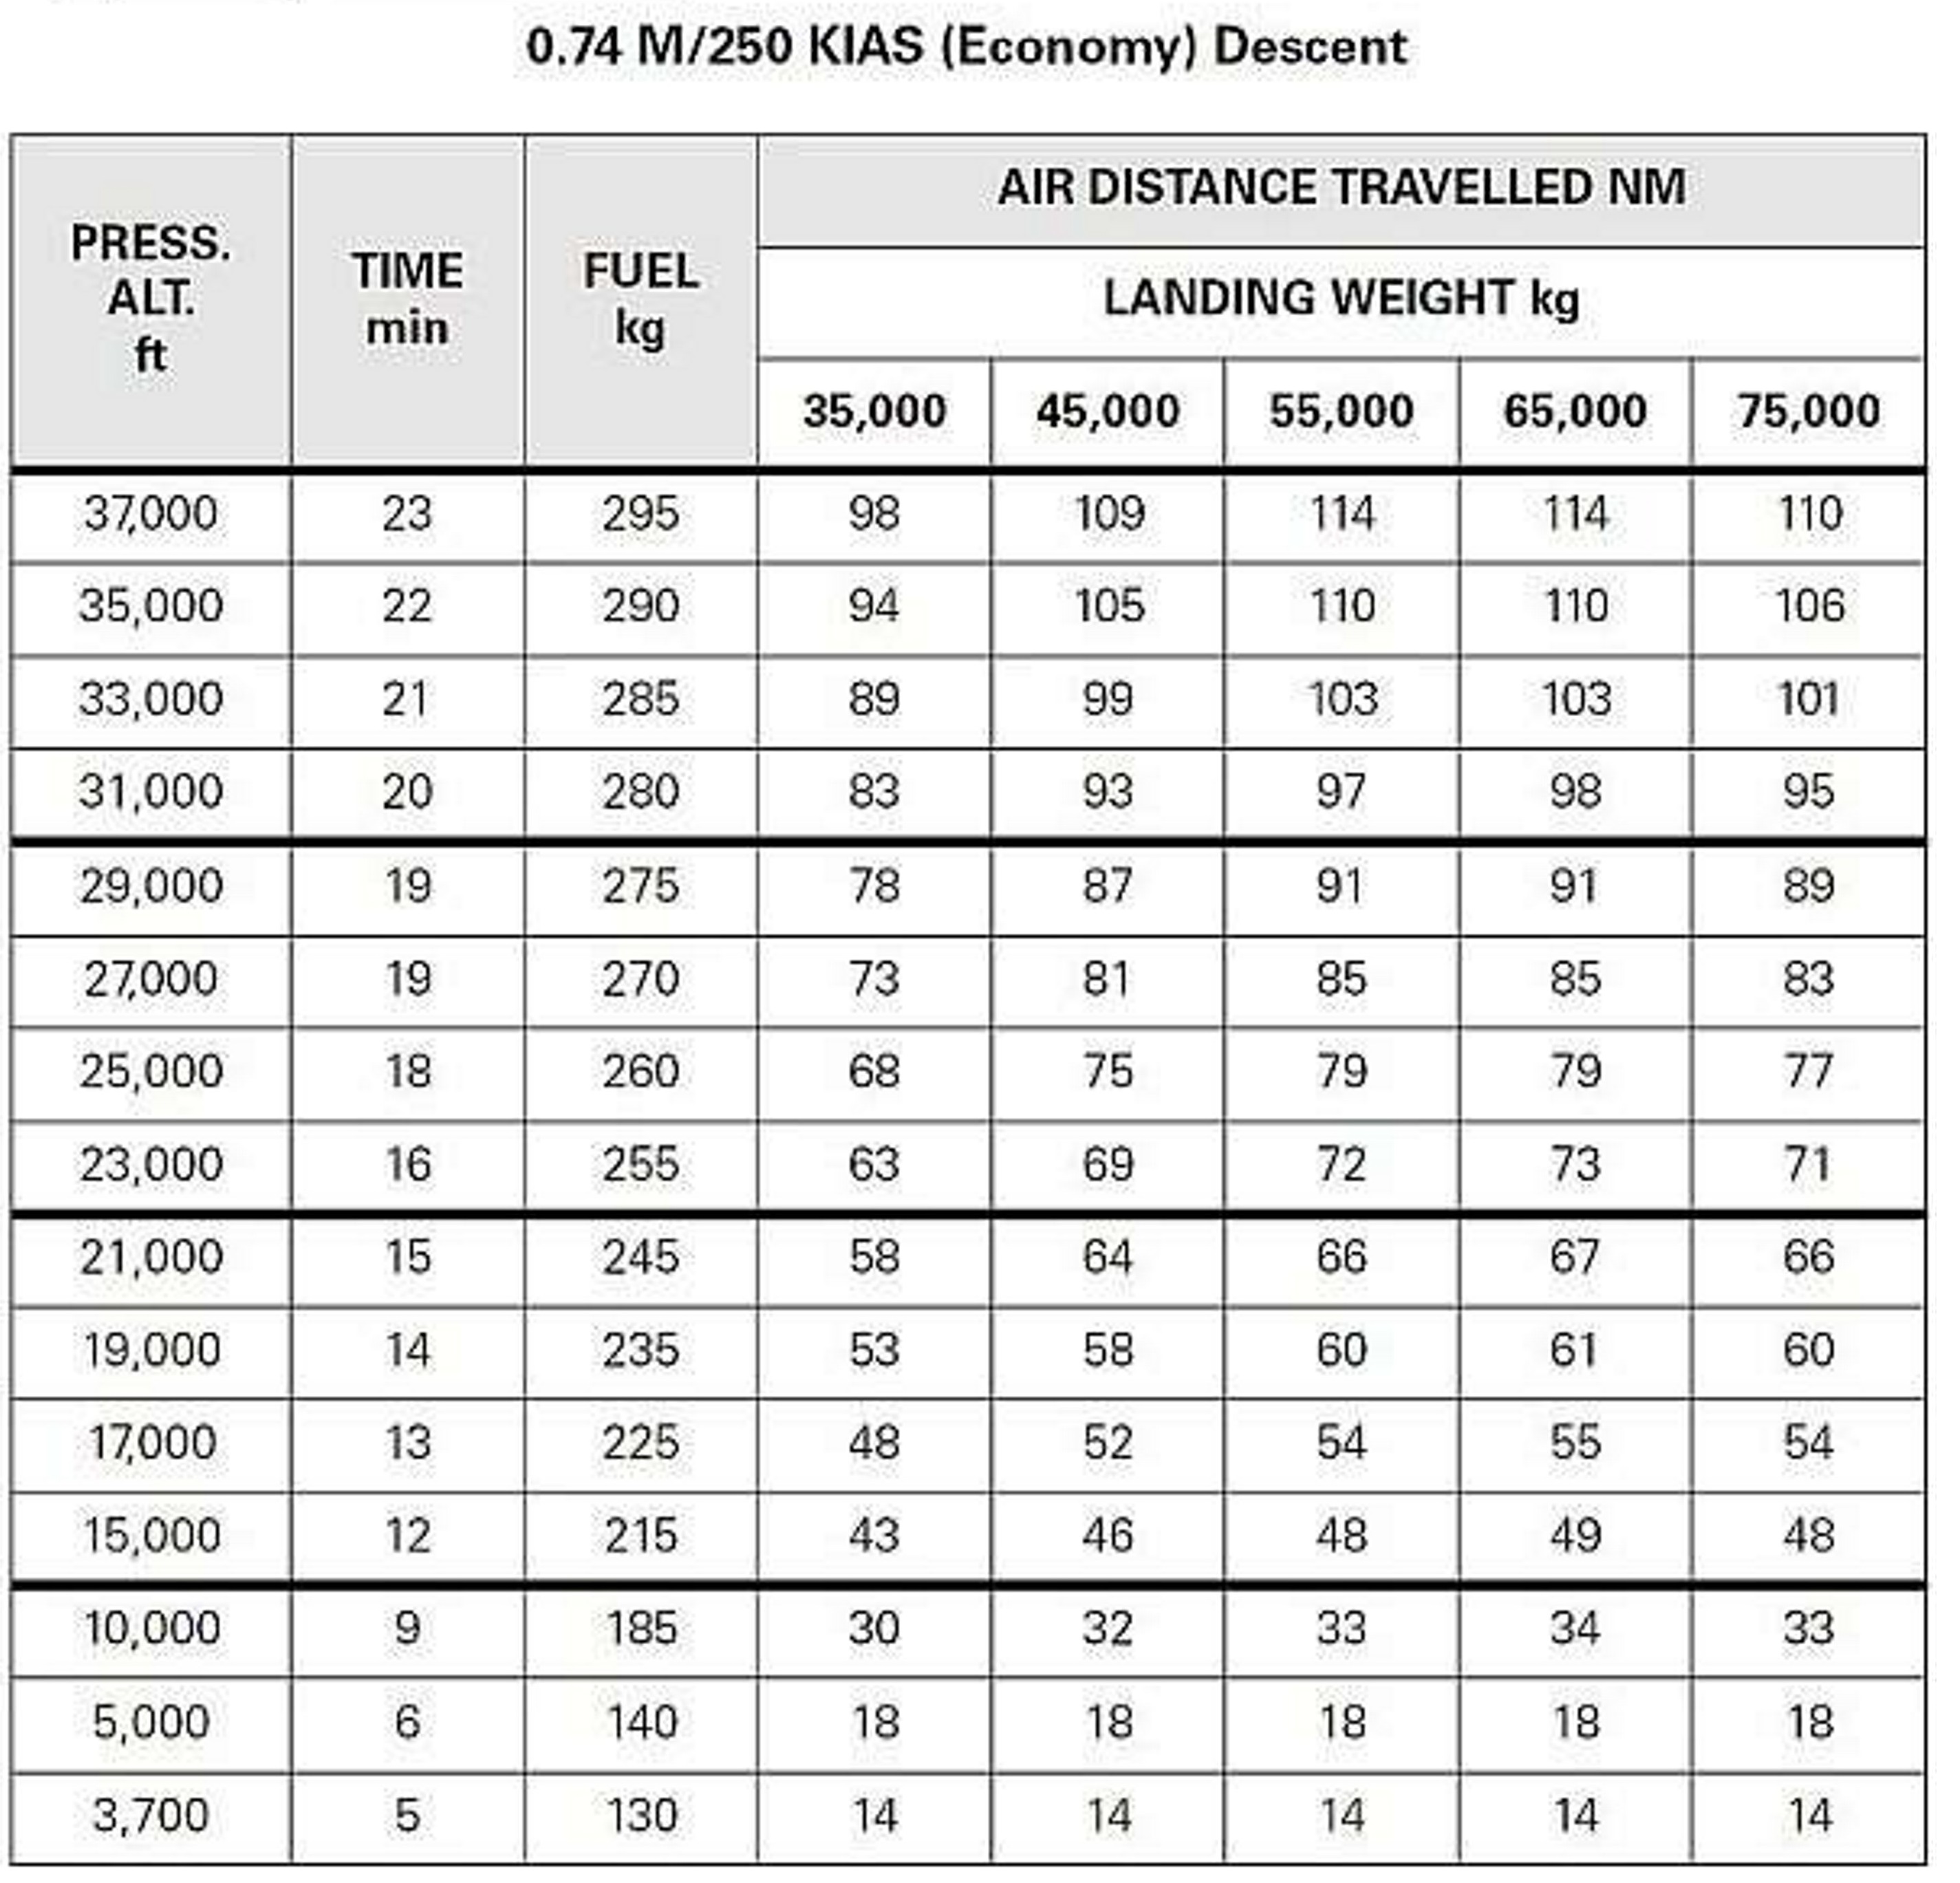 0.74 M/250 KIAS (Economy) Descent
PRESS.
ALT.
ft
TIME
min
FUEL
kg
AIR DISTANCE TRAVELLED NM
LANDING WEIGHT kg
35,000 45,000 55,000 65,000 75,000
37,000 23 295 98 109 114 114 110
35,000 22 290 94 105 110 110 106
33,000 21 285 89 99 103 103 101
31,000 20 280 83 93 97 98 95
29,000 19 275 78 87 91 91 89
27,000 19 270 73 81 85 85 83
25,000 18 260 68 75 79 79 77
23,000 16 255 63 69 72 73 71
21,000 15 245 58 64 66 67 66
19,000 14 235 53 58 60 61 60
17,000 13 225 48 52 54 55 54
15,000 12 215 43 46 48 49 48
10,000 9 185 30 32 33 34 33
5,000 6 140 18 18 18 18 18
3,700 5 130 14 14 14 14 14